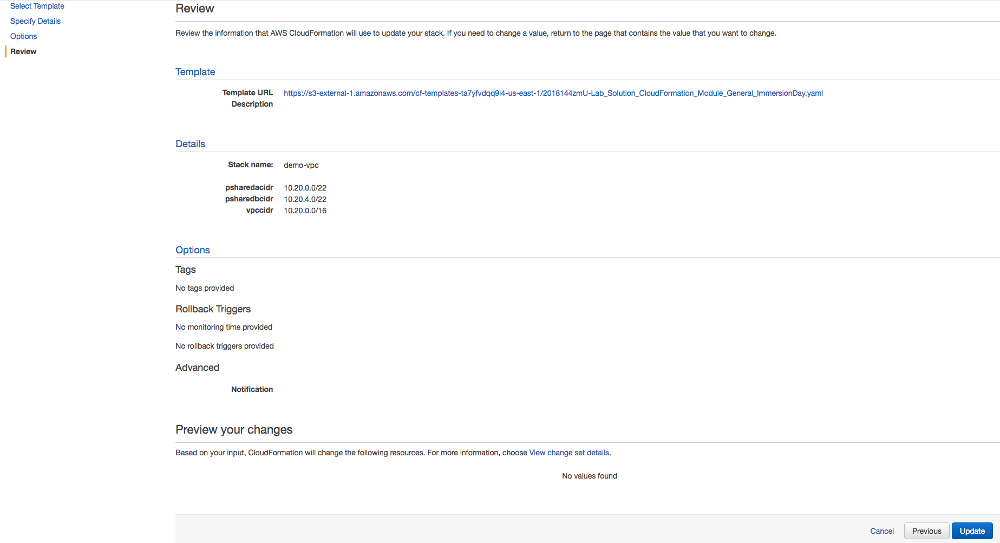 Select Template
Specify Details
Options
Review
Review
Review the information that AWS CloudFormation will use to update your stack. If you need to change a value, return to the page that contains the value that you want to change.
Template
Template URL https://s3-external-1.amazonaws.com/cf-templates-ta7yfvdqq9l4-us-east-1/2018144zmU-Lab_Solution_CloudFormation_Module_General_ImmersionDay.yaml
Description
Details
Stack name: demo-vpc
psharedacidr 10.20.0.0/22
psharedbcidr 10.20.4.0/22
vpccidr 10.20.0.0/16
Options
Tags
No tags provided
Rollback Triggers
No monitoring time provided
No rollback triggers provided
Advanced
Notification
Preview your changes
Based on your input, CloudFormation will change the following resources. For more information, choose View change set details.
No values found
Cancel Previous Update